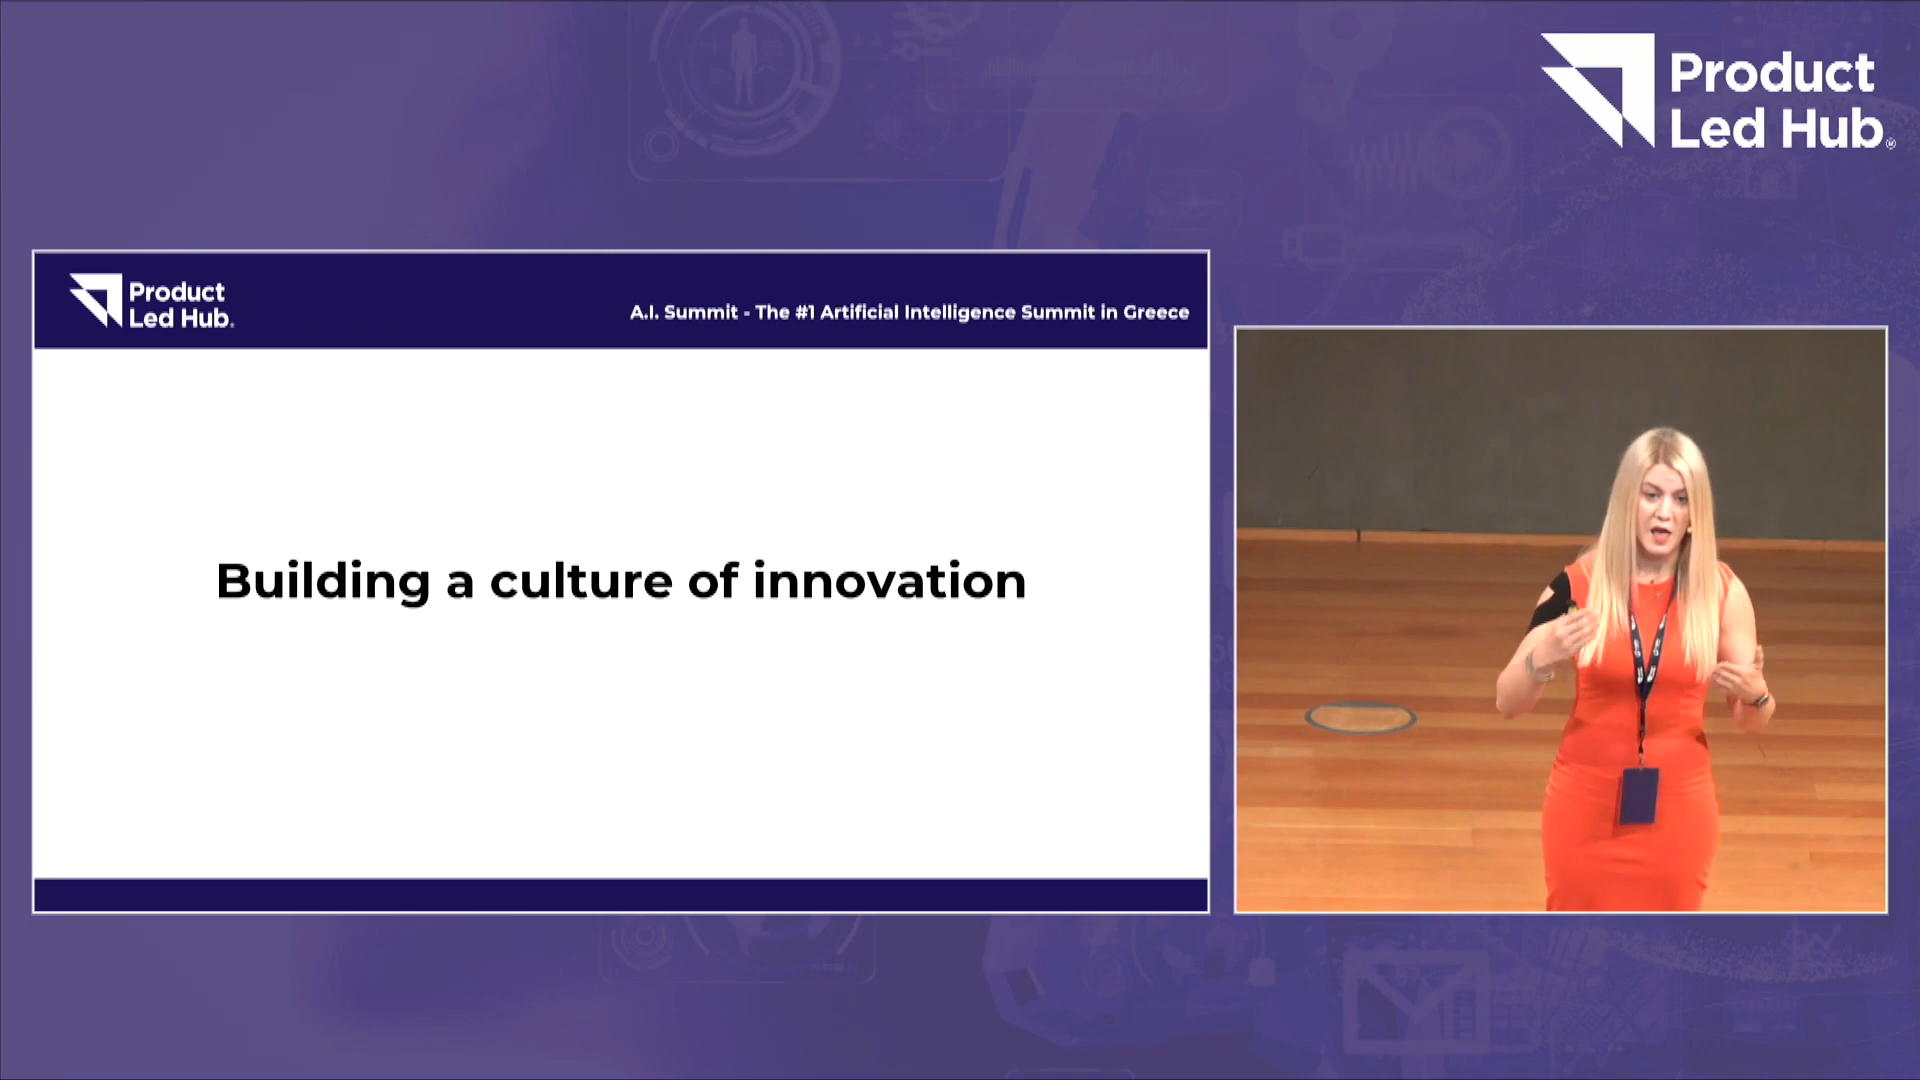 Product
Led Hub
Product
Led Hub
A.I. Summit - The #1 Artificial Intelligence Summit in Greece
Building a culture of innovation